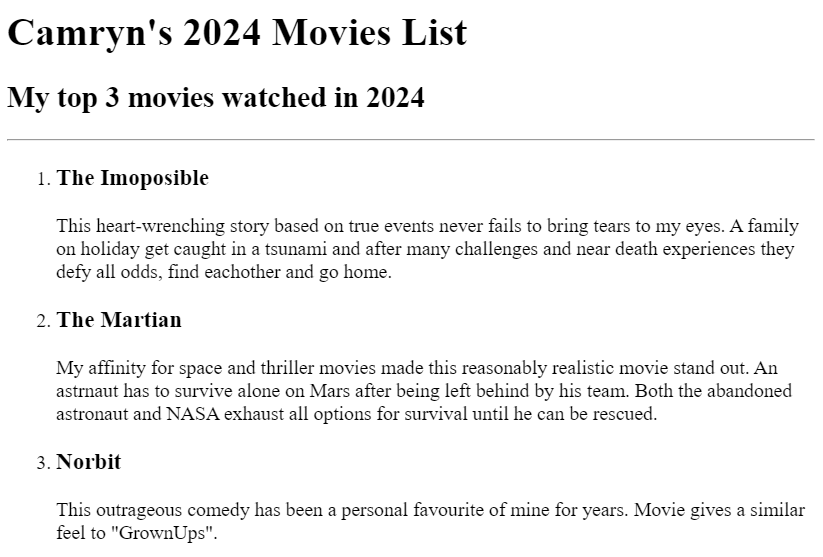 Camryn's 2024 Movies List
My top 3 movies watched in 2024
1. The Imoposible
This heart-wrenching story based on true events never fails to bring tears to my eyes. A family
on holiday get caught in a tsunami and after many challenges and near death experiences they
defy all odds, find eachother and go home.
2. The Martian
My affinity for space and thriller movies made this reasonably realistic movie stand out. An
astrnaut has to survive alone on Mars after being left behind by his team. Both the abandoned
astronaut and NASA exhaust all options for survival until he can be rescued.
3. Norbit
This outrageous comedy has been a personal favourite of mine for years. Movie gives a similar
feel to "GrownUps".